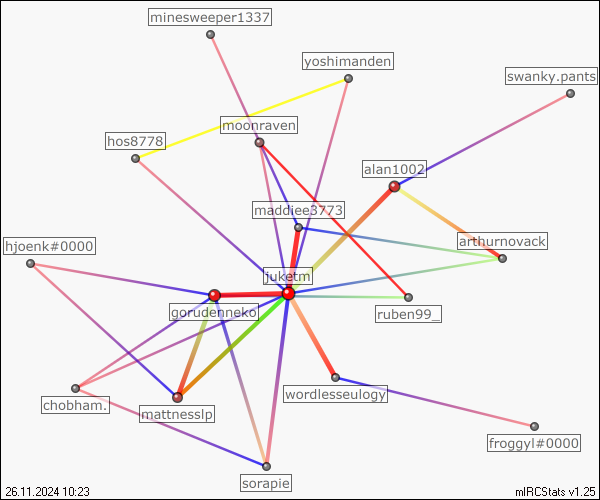 minesweeper1337
yoshimanden
swanky.pants
moonraven
hos8778
alan1002
maddiee3773
arthurnovack
hjoenk#0000
juketm
gorudenneko
ruben99_
wordlesseulogy
chobham.
mattnesslp
froggyl#0000
sorapie
26.11.2024 10:23
mIRCStats v1.25